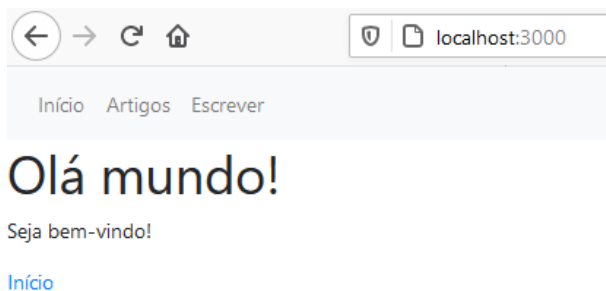 localhost:3000
Início Artigos Escrever
Olá mundo!
Seja bem-vindo!
Início